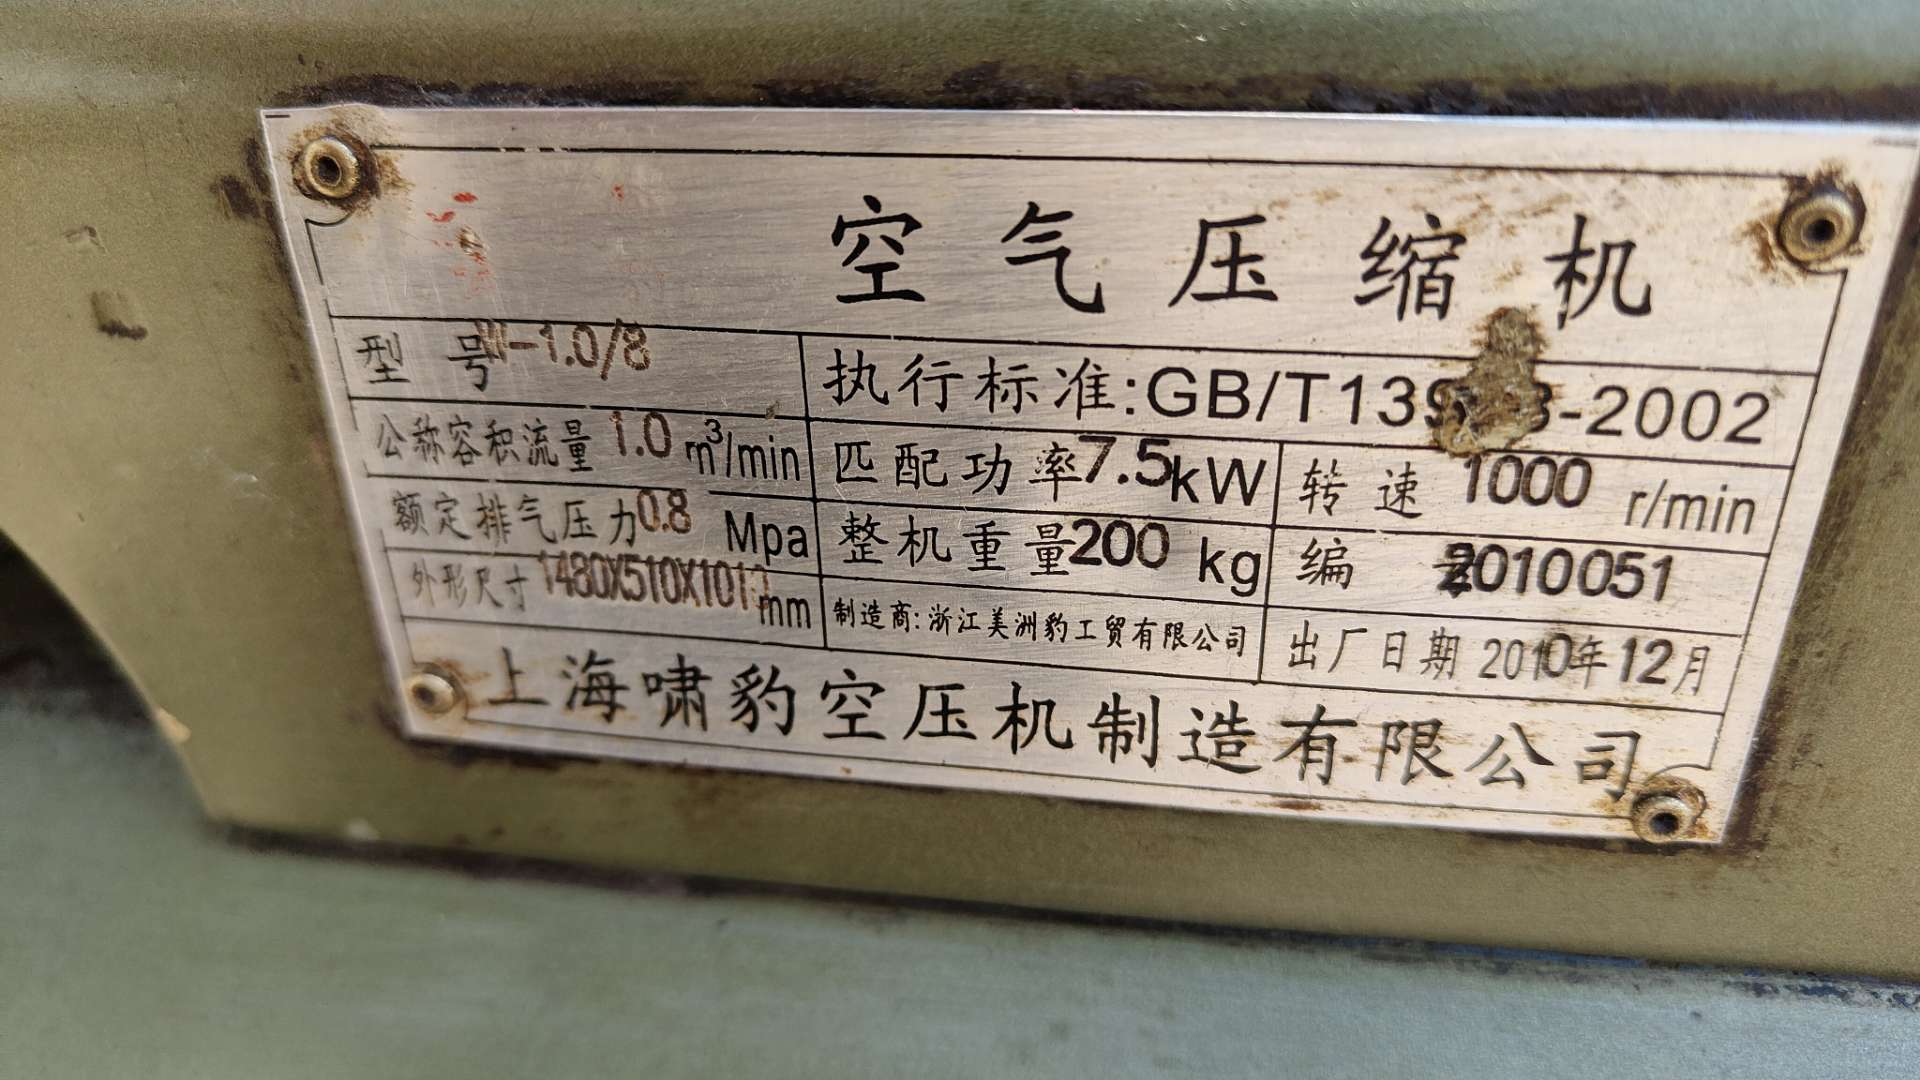 空气压缩机
型号 W-1.0/8 执行标准:GB/T13928-2002
公称容积流量 1.0 m³/min 匹配功率 7.5 kW 转速 1000 r/min
额定排气压力 0.8 Mpa 整机重量 200 kg 编号 2010051
外形尺寸 mm 制造商:浙江美洲豹工贸有限公司 出厂日期 2010年12月
上海啸豹空压机制造有限公司